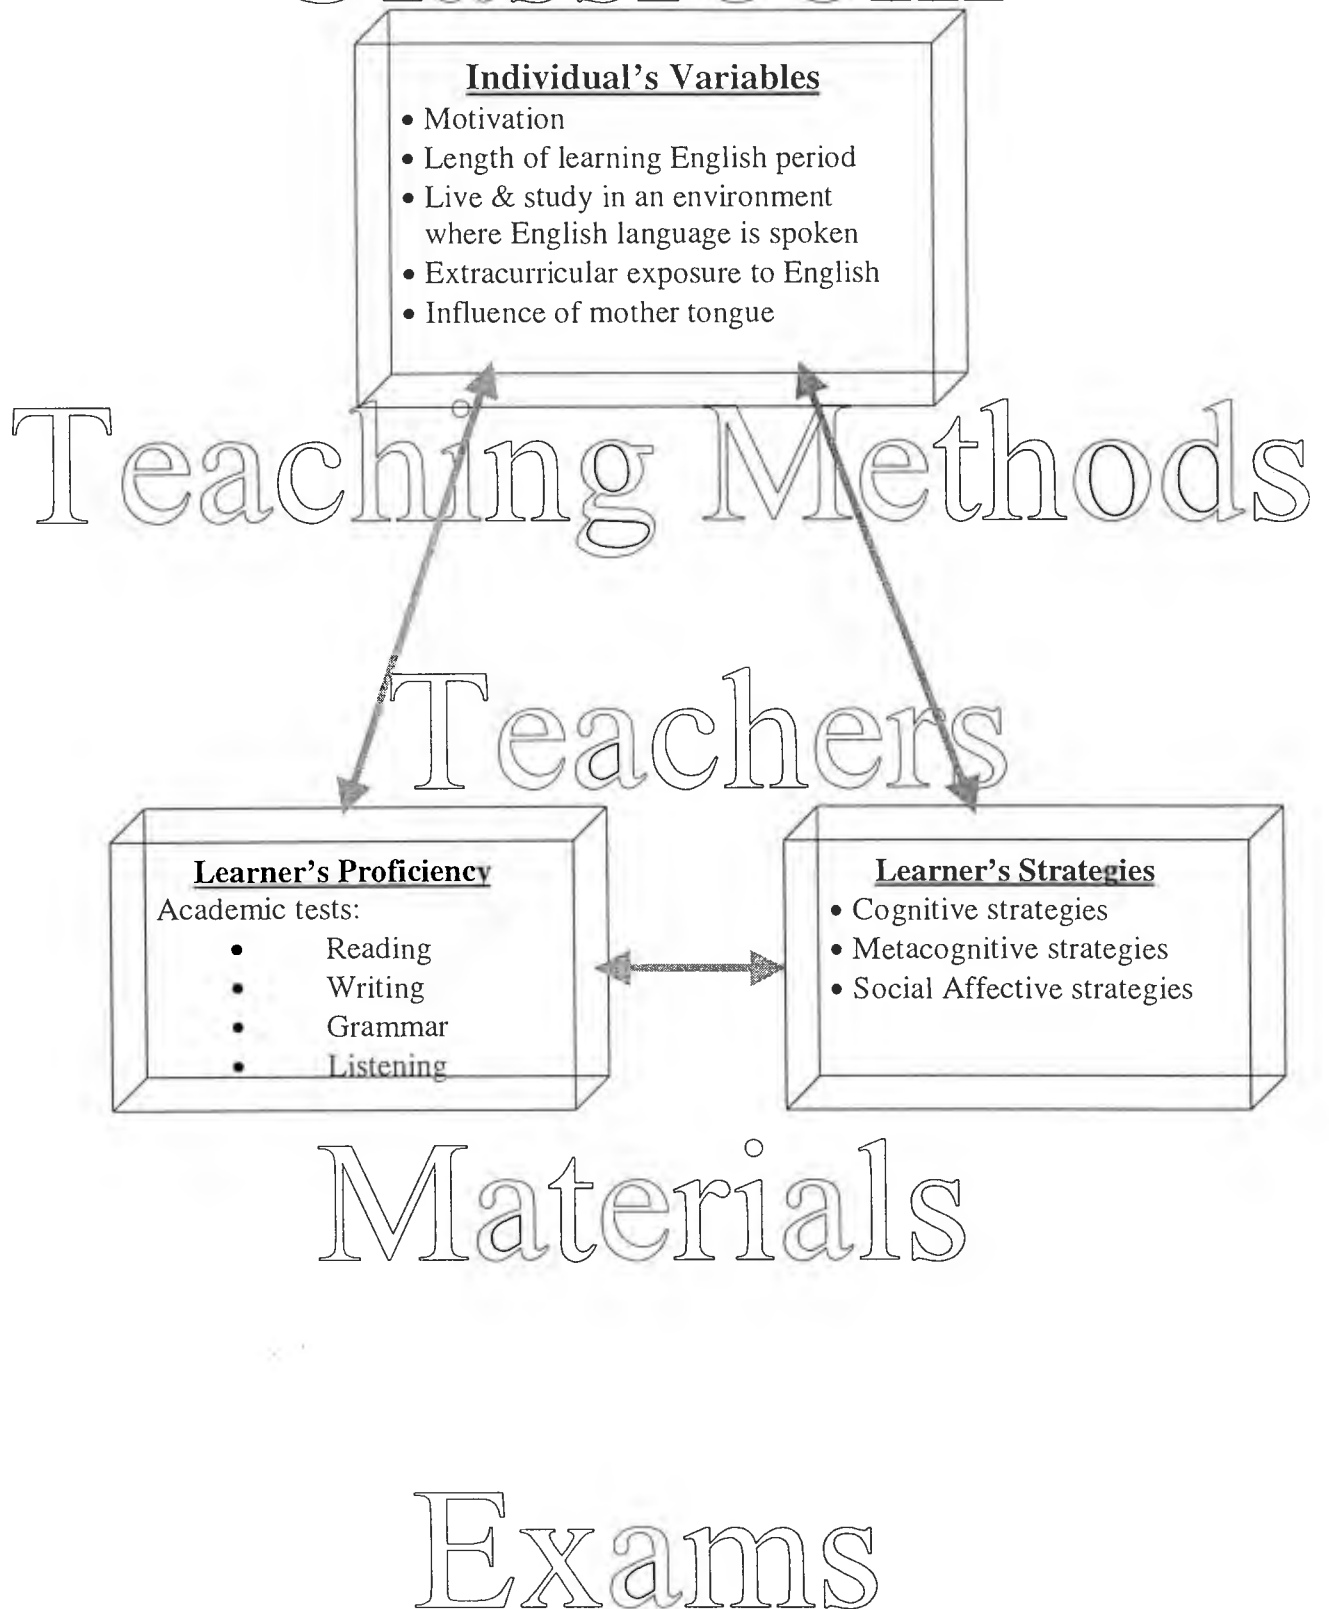 Individual's Variables
• Motivation
• Length of learning English period
• Live & study in an environment
where English language is spoken
• Extracurricular exposure to English
• Influence of mother tongue
Teaching Methods
Teachers
Learner's Proficiency
Academic tests:
• Reading
• Writing
• Grammar
• Listening
Learner's Strategies
• Cognitive strategies
• Metacognitive strategies
• Social Affective strategies
Materials
Exams